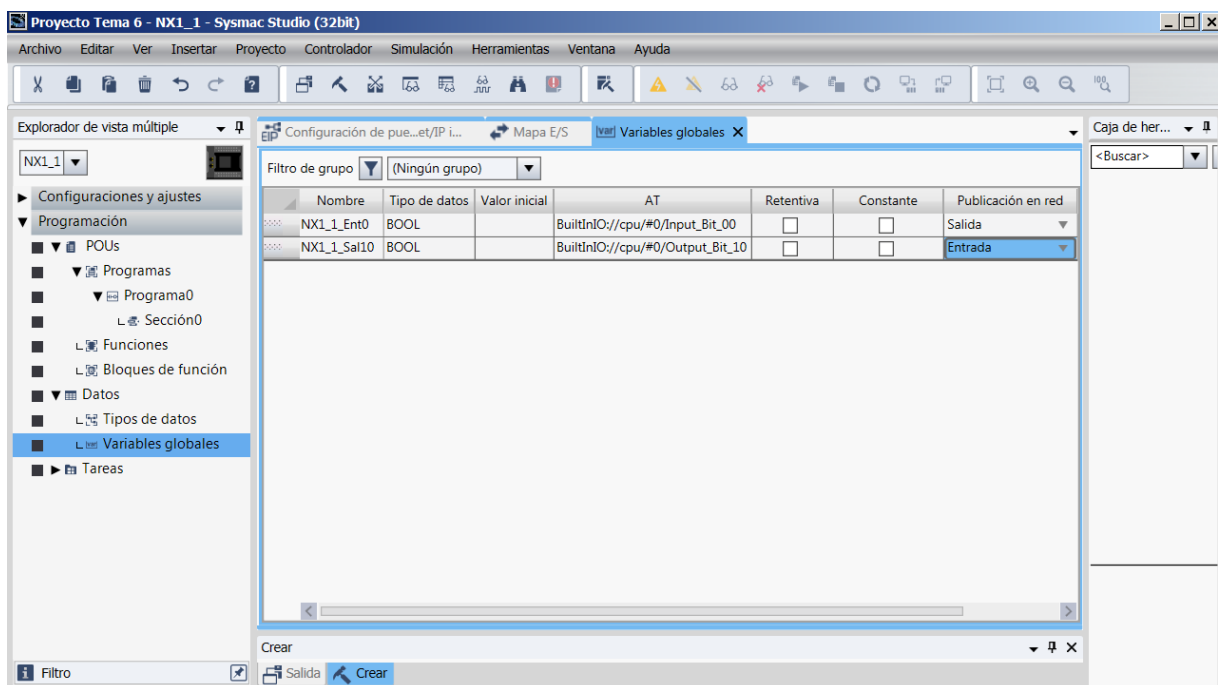 Proyecto Tema 6 - NX1_1 - Sysmac Studio (32bit)
Archivo Editar Ver Insertar Proyecto Controlador Simulación Herramientas Ventana Ayuda
Explorador de vista múltiple
NX1_1
Configuraciones y ajustes
Programación
POUs
Programas
Programa0
Sección0
Funciones
Bloques de función
Datos
Tipos de datos
Variables globales
Tareas
Filtro
EIP Configuración de pue...et/IP i... Mapa E/S var Variables globales
Filtro de grupo (Ningún grupo)
Nombre Tipo de datos Valor inicial AT Retentiva Constante Publicación en red
NX1_1_Ent0 BOOL BuiltInIO://cpu/#0/Input_Bit_00 Salida
NX1_1_Sal10 BOOL BuiltInIO://cpu/#0/Output_Bit_10 Entrada
Crear
Salida Crear
Caja de her...
<Buscar>